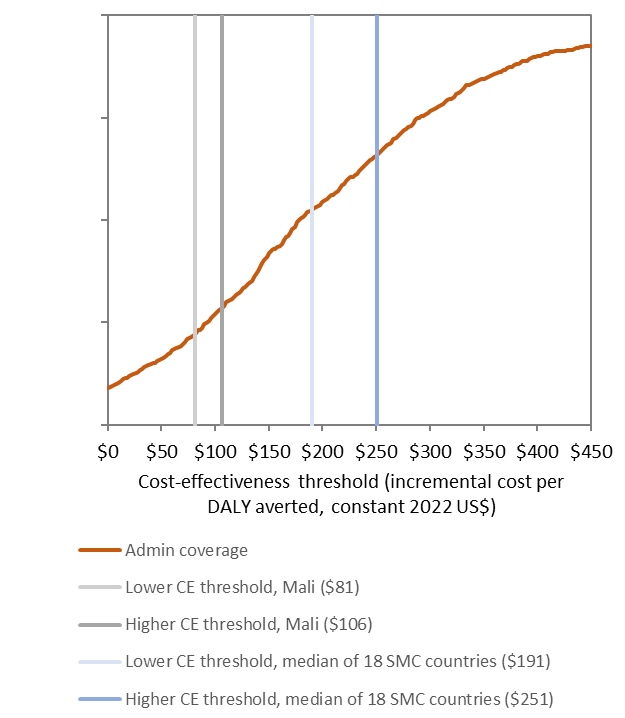 $0 $50 $100 $150 $200 $250 $300 $350 $400 $450
Cost-effectiveness threshold (incremental cost per
DALY averted, constant 2022 US$)
Admin coverage
Lower CE threshold, Mali ($81)
Higher CE threshold, Mali ($106)
Lower CE threshold, median of 18 SMC countries ($191)
Higher CE threshold, median of 18 SMC countries ($251)